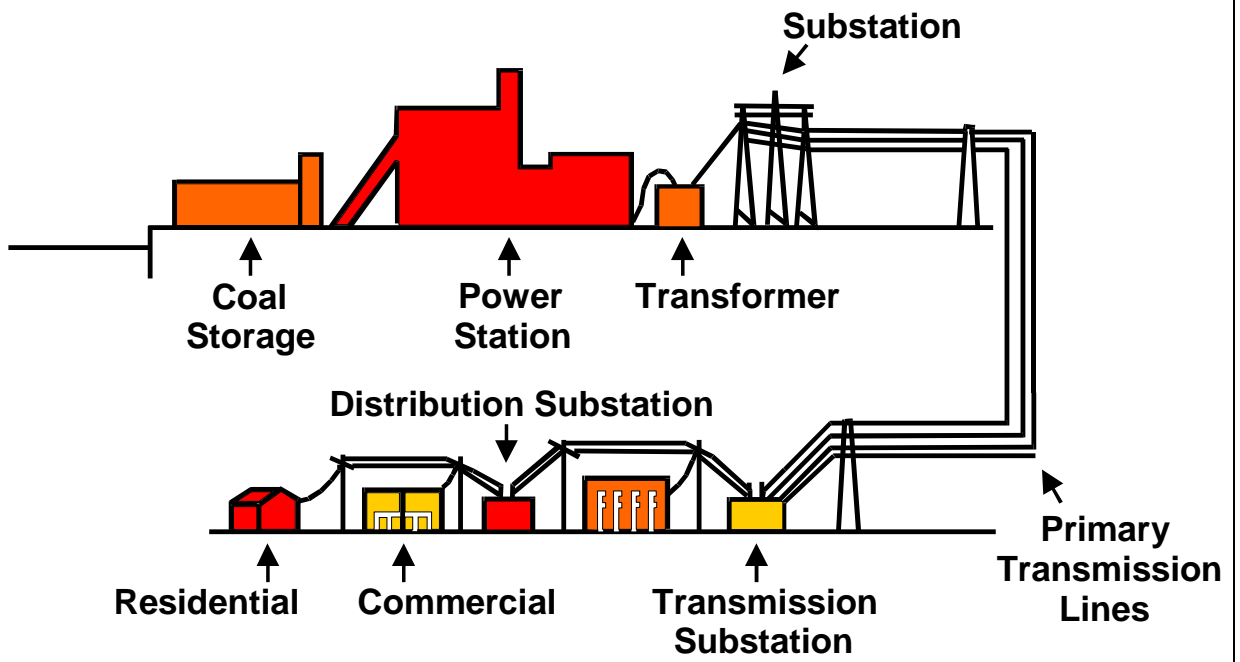 Substation
Coal
Storage
Power
Station
Transformer
Distribution Substation
Primary
Transmission
Lines
Residential
Commercial
Transmission
Substation